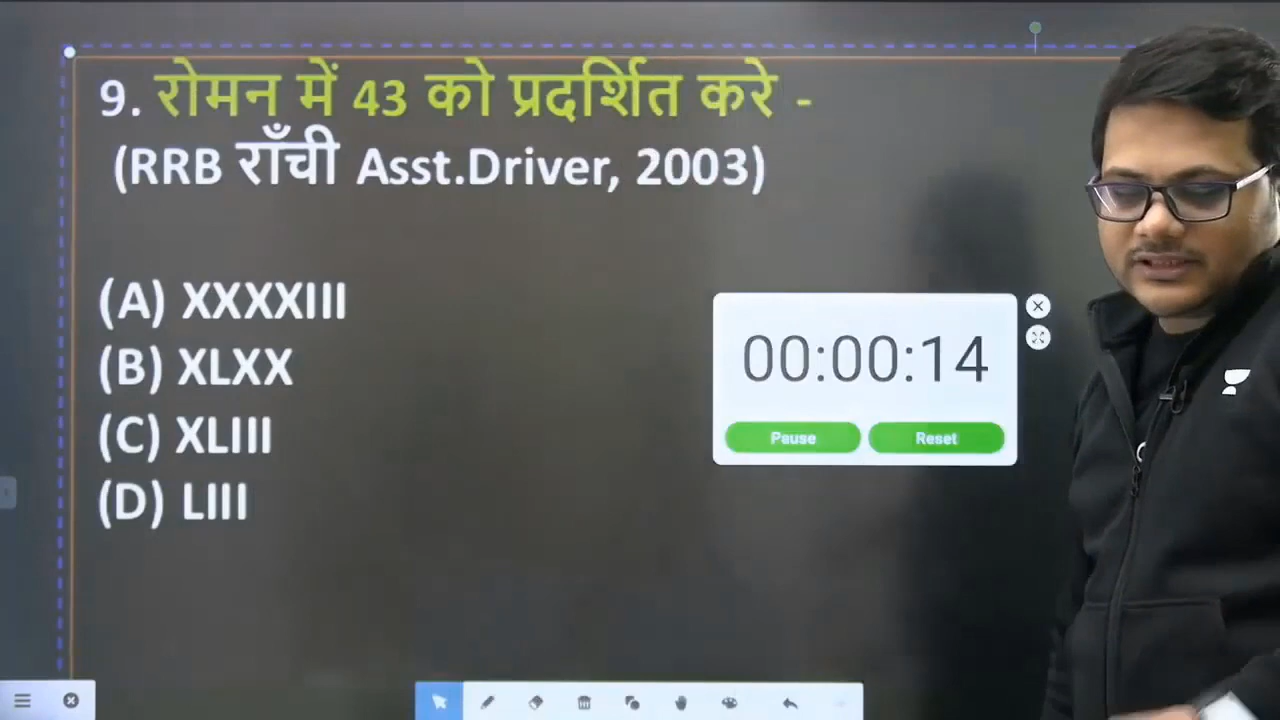 9. रोमन में 43 को प्रदर्शित करे -
(RRB राँची Asst.Driver, 2003)
(A) XXXXIII
(B) XLXX
(C) XLIII
(D) LIII
00:00:14
Pause Reset